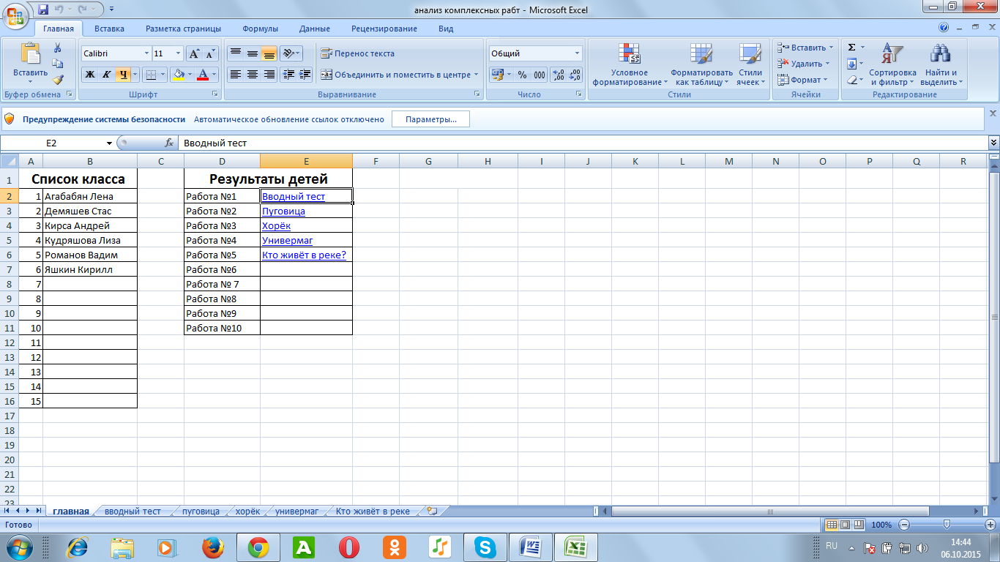 анализ комплексных рабт - Microsoft Excel
Главная Вставка Разметка страницы Формулы Данные Рецензирование Вид
Вставить
Буфер обмена
Calibri 11
Ж К Ч
Шрифт
Перенос текста
Объединить и поместить в центре
Выравнивание
Общий
% 000
Число
Условное форматирование
Форматировать как таблицу
Стили ячеек
Стили
Вставить
Удалить
Формат
Ячейки
Σ
Сортировка и фильтр
Найти и выделить
Редактирование
Предупреждение системы безопасности Автоматическое обновление ссылок отключено Параметры...
E2 fx Вводный тест
A B C D E F G H I J K L M N O P Q R
1 Список класса Результаты детей
2 1 Агабабян Лена Работа №1 Вводный тест
3 2 Демяшев Стас Работа №2 Пуговица
4 3 Кирса Андрей Работа №3 Хорёк
5 4 Кудряшова Лиза Работа №4 Универмаг
6 5 Романов Вадим Работа №5 Кто живёт в реке?
7 6 Яшкин Кирилл Работа №6
8 7 Работа № 7
9 8 Работа №8
10 9 Работа №9
11 10 Работа №10
12 11
13 12
14 13
15 14
16 15
17
18
19
20
21
22
23
главная вводный тест пуговица хорёк универмаг Кто живёт в реке
Готово 100%
RU 14:44
06.10.2015